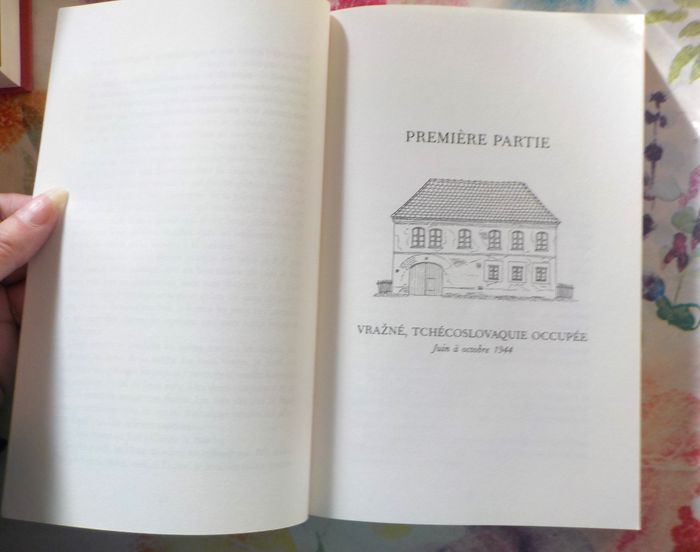 PREMIÈRE PARTIE
VRAŽNÉ, TCHÉCOSLOVAQUIE OCCUPÉE
Juin à octobre 1944